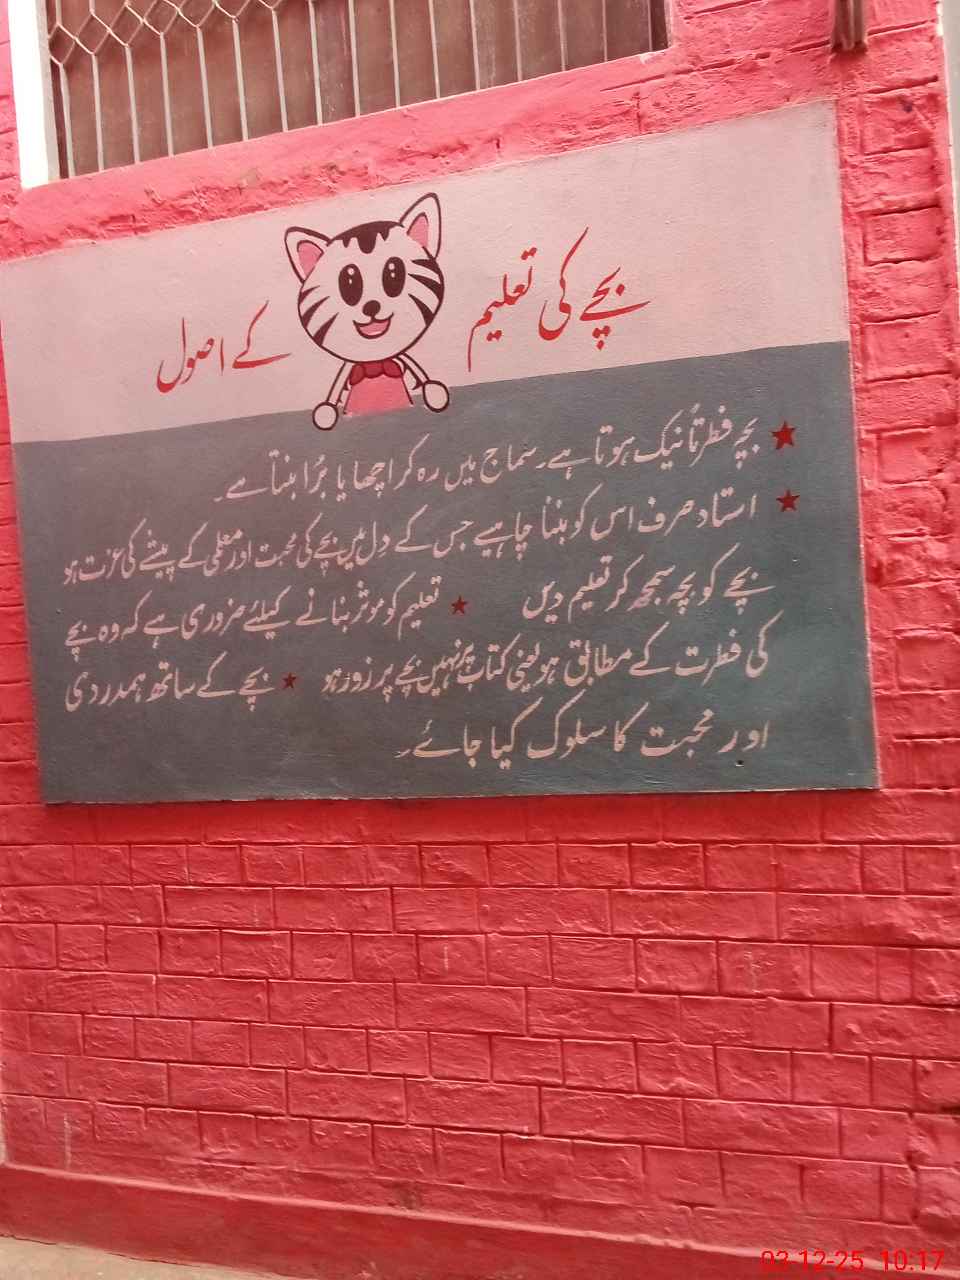 بچے کی تعلیم کے اصول
★ بچہ فطرتاً نیک ہوتا ہے۔ سماج میں رہ کر اچھا یا بُرا بنتا ہے۔
★ استاد صرف اس کو بننا چاہیے جس کے دل میں بچے کی محبت اور معلمی کے پیشے کی عزت ہو
بچے کو بچہ سمجھ کر تعلیم دیں ★ تعلیم کو موثر بنانے کیلئے ضروری ہے کہ وہ بچے
کی فطرت کے مطابق ہو یعنی کتاب پر نہیں بچے پر زور ہو ★ بچے کے ساتھ ہمدردی
اور محبت کا سلوک کیا جائے۔
03-12-25 10:17